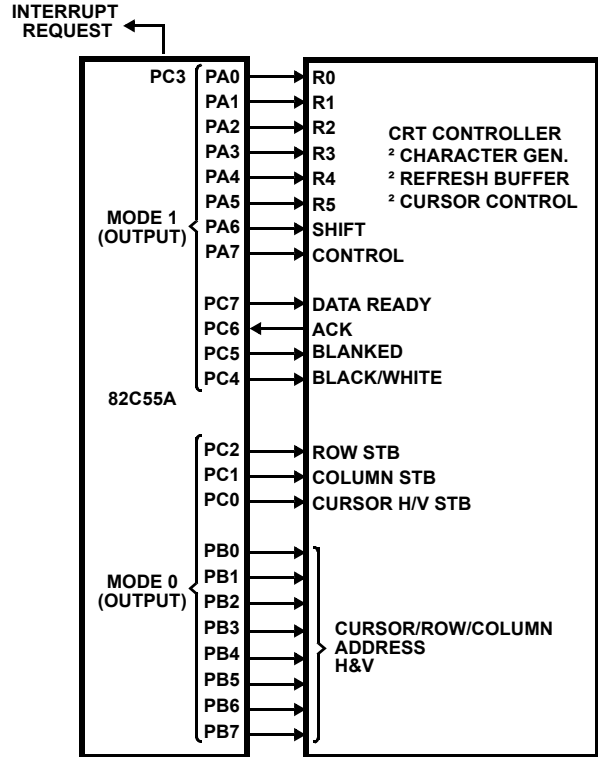 INTERRUPT
REQUEST
PC3 PA0 R0
PA1 R1
PA2 R2
CRT CONTROLLER
PA3 R3
² CHARACTER GEN.
PA4 R4
² REFRESH BUFFER
PA5 R5
² CURSOR CONTROL
MODE 1
(OUTPUT)
PA6 SHIFT
PA7 CONTROL
PC7 DATA READY
PC6 ACK
PC5 BLANKED
PC4 BLACK/WHITE
82C55A
PC2 ROW STB
PC1 COLUMN STB
PC0 CURSOR H/V STB
MODE 0
(OUTPUT)
PB0
PB1
PB2
PB3
PB4
PB5
PB6
PB7
CURSOR/ROW/COLUMN
ADDRESS
H&V